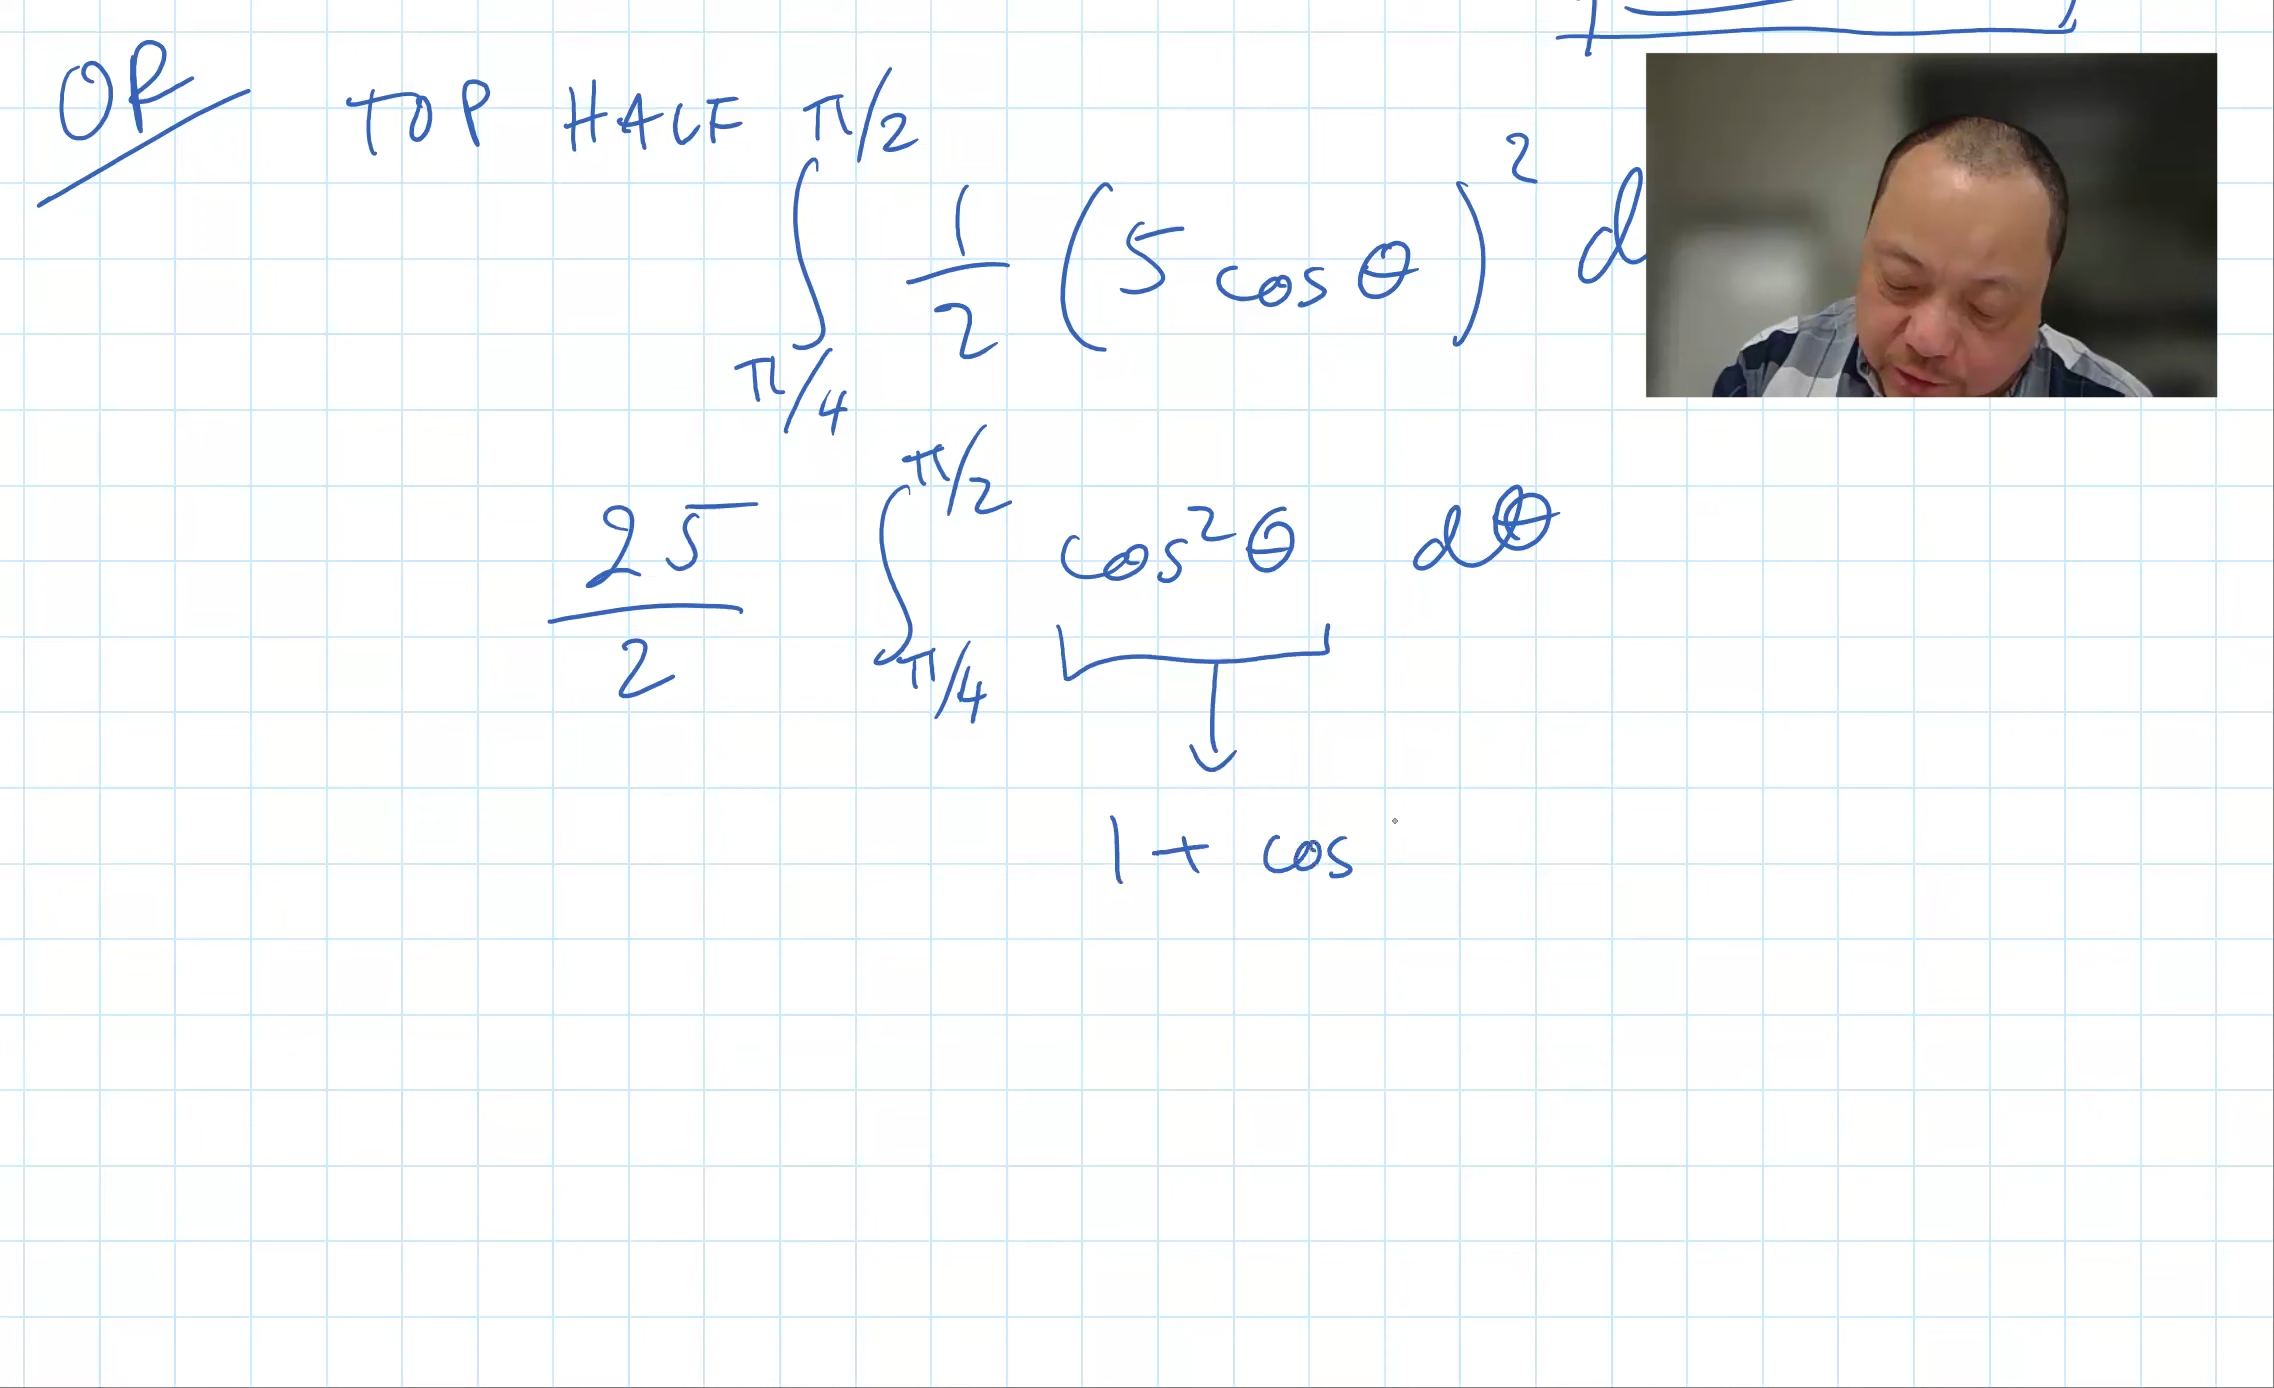 OR TOP HALF
∫_{π/4}^{π/2} 1/2 (5 cos θ)² d
25/2 ∫_{π/4}^{π/2} cos²θ dθ
1 + cos